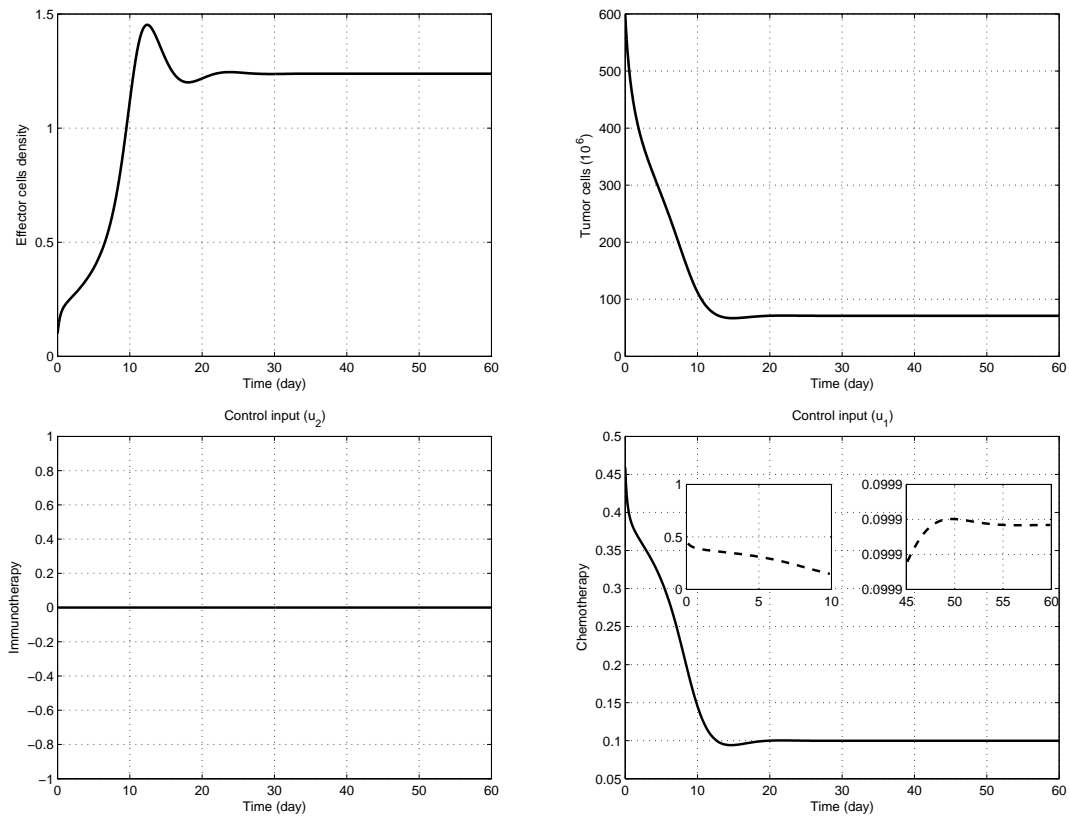 1.5
1
0.5
0
0 10 20 30 40 50 60
Effector cells density
Time (day)
600
500
400
300
200
100
0
0 10 20 30 40 50 60
Tumor cells (10^6)
Time (day)
Control input (u_2)
1
0.8
0.6
0.4
0.2
0
−0.2
−0.4
−0.6
−0.8
−1
0 10 20 30 40 50 60
Immunotherapy
Time (day)
Control input (u_1)
0.5
0.45
0.4
0.35
0.3
0.25
0.2
0.15
0.1
0.05
0 10 20 30 40 50 60
Chemotherapy
Time (day)
1
0.5
0
0 5 10
0.0999
0.0999
0.0999
0.0999
45 50 55 60